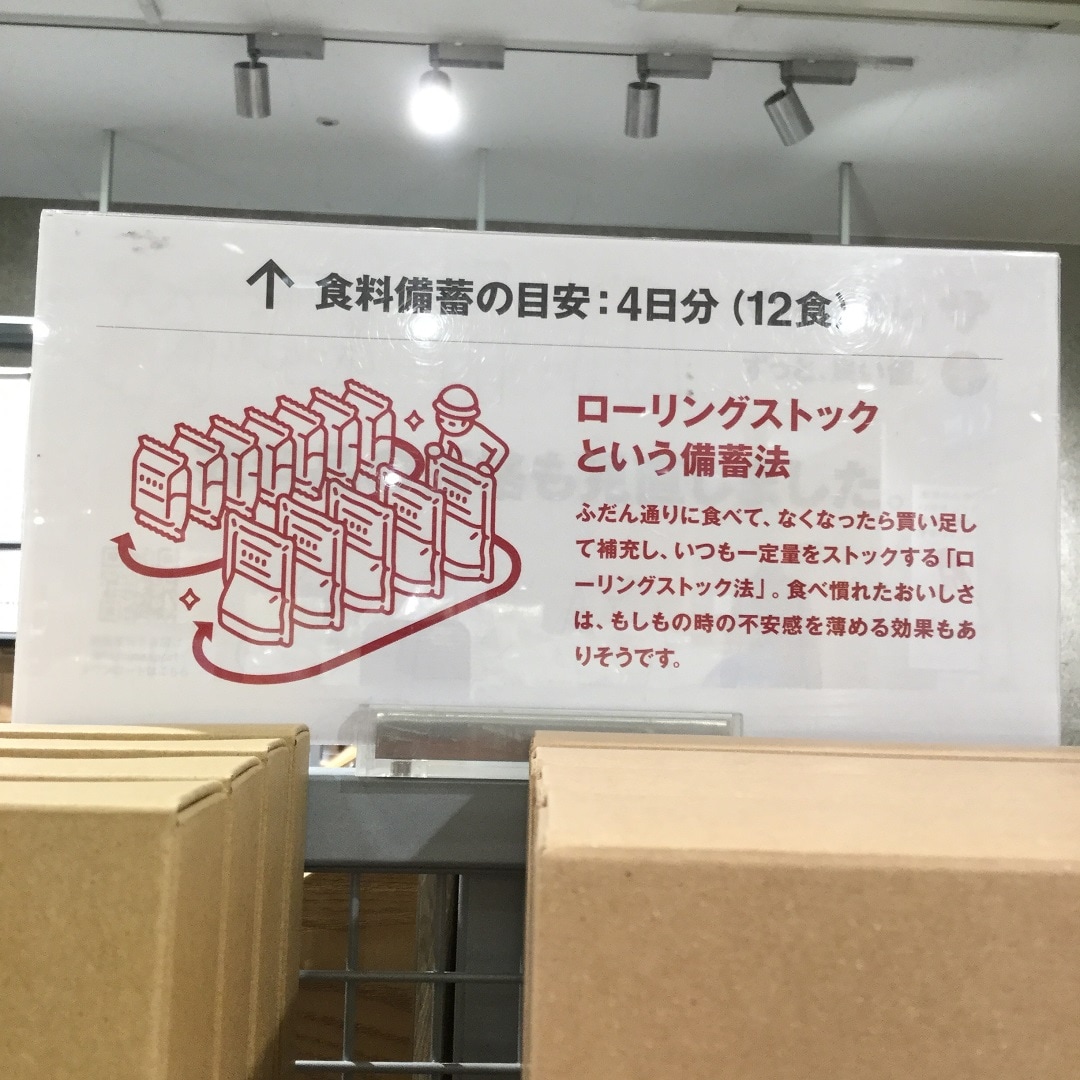 ↑ 食料備蓄の目安：4日分（12食）
ローリングストック
という備蓄法
ふだん通りに食べて、なくなったら買い足し
て補充し、いつも一定量をストックする「ロ
ーリングストック法」。食べ慣れたおいしさ
は、もしもの時の不安感を薄める効果もあ
りそうです。